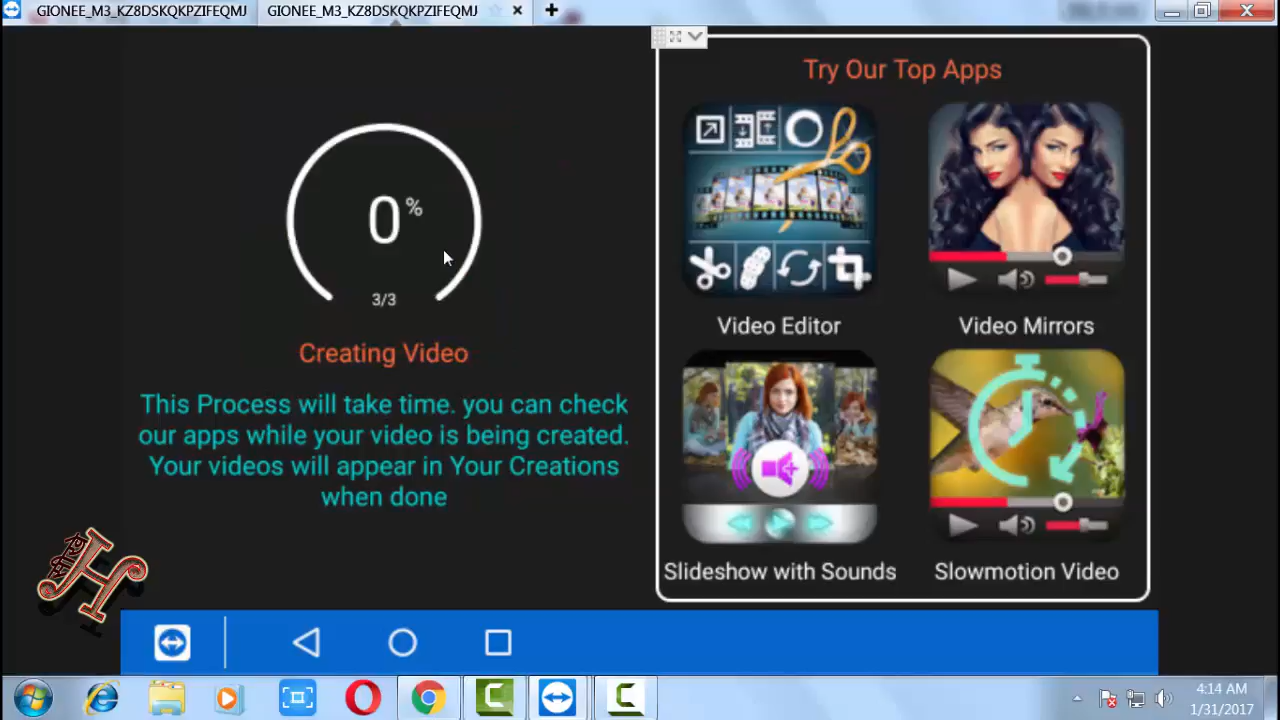 GIONEE_M3_KZ8DSKQKPZIFEQMJ
GIONEE_M3_KZ8DSKQKPZIFEQMJ
Try Our Top Apps
0%
3/3
Creating Video
This Process will take time. you can check
our apps while your video is being created.
Your videos will appear in Your Creations
when done
Video Editor
Video Mirrors
Slideshow with Sounds
Slowmotion Video
H
4:14 AM
1/31/2017